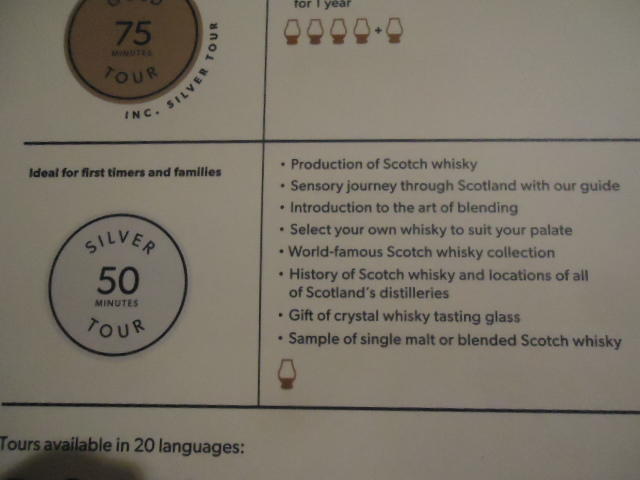 for 1 year
GOLD
75
MINUTES
TOUR
INC. SILVER TOUR
+
Ideal for first timers and families
SILVER
50
MINUTES
TOUR
• Production of Scotch whisky
• Sensory journey through Scotland with our guide
• Introduction to the art of blending
• Select your own whisky to suit your palate
• World-famous Scotch whisky collection
• History of Scotch whisky and locations of all
of Scotland's distilleries
• Gift of crystal whisky tasting glass
• Sample of single malt or blended Scotch whisky
Tours available in 20 languages: